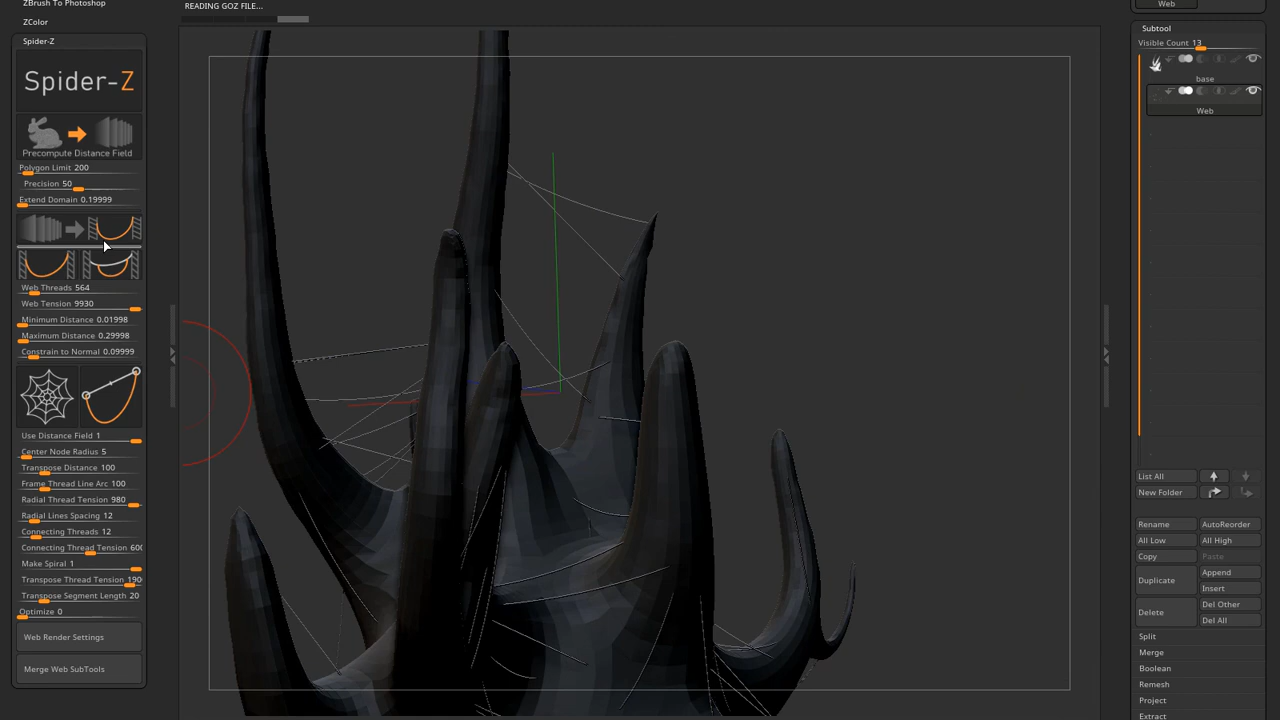 ZBrush To Photoshop
READING GOZ FILE...
ZColor
Spider-Z
Spider-Z
Precompute Distance Field
Polygon Limit 200
Precision 50
Extend Domain 0.19999
Web Threads 564
Web Tension 9930
Minimum Distance 0.01998
Maximum Distance 0.29998
Constrain to Normal 0.09999
Use Distance Field 1
Center Node Radius 5
Transpose Distance 100
Frame Thread Line Arc 100
Radial Thread Tension 980
Radial Lines Spacing 12
Connecting Threads 12
Connecting Thread Tension 600
Make Spiral 1
Transpose Thread Tension 190
Transpose Segment Length 20
Optimize 0
Web Render Settings
Merge Web SubTools
Web
Subtool
Visible Count 13
base
Web
List All
New Folder
Rename AutoReorder
All Low All High
Copy Paste
Duplicate Append
Insert
Delete Del Other
Del All
Split
Merge
Boolean
Remesh
Project
Extract